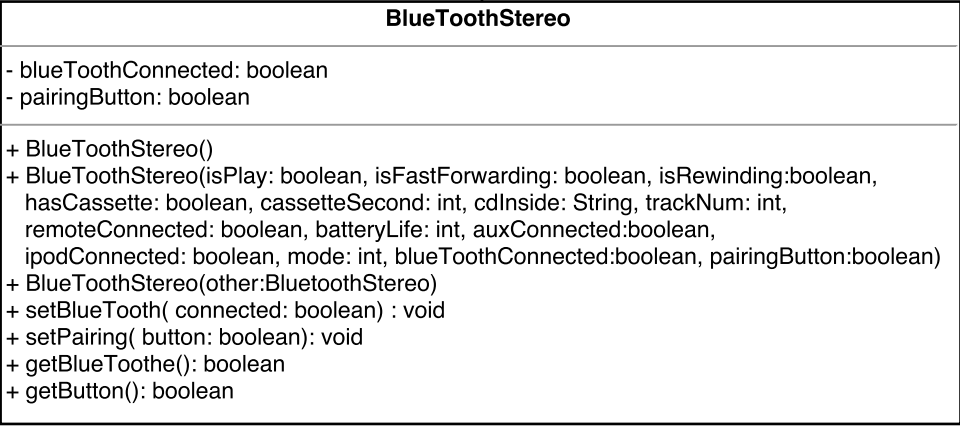 BlueToothStereo
- blueToothConnected: boolean
- pairingButton: boolean
+ BlueToothStereo()
+ BlueToothStereo(isPlay: boolean, isFastForwarding: boolean, isRewinding:boolean,
hasCassette: boolean, cassetteSecond: int, cdInside: String, trackNum: int,
remoteConnected: boolean, batteryLife: int, auxConnected:boolean,
ipodConnected: boolean, mode: int, blueToothConnected:boolean, pairingButton:boolean)
+ BlueToothStereo(other:BluetoothStereo)
+ setBlueTooth( connected: boolean) : void
+ setPairing( button: boolean): void
+ getBlueToothe(): boolean
+ getButton(): boolean